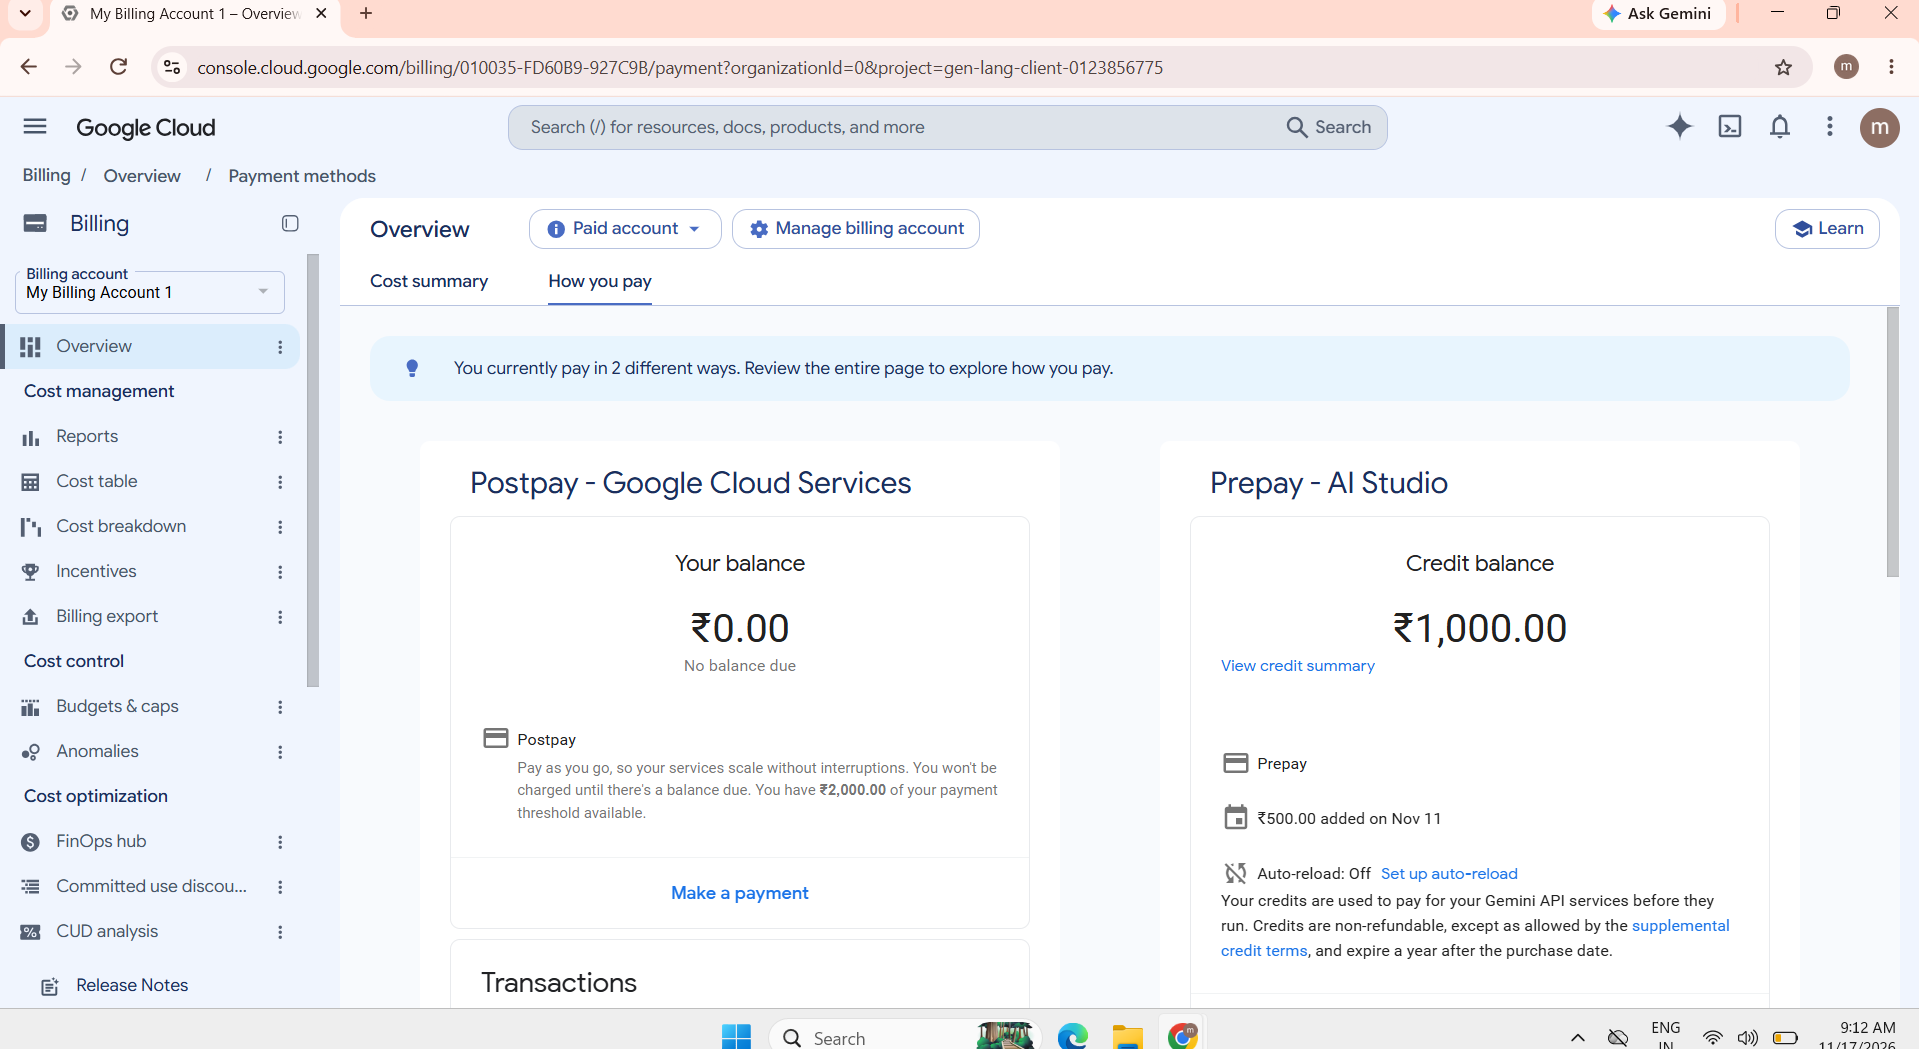 My Billing Account 1 – Overview
Ask Gemini
console.cloud.google.com/billing/010035-FD60B9-927C9B/payment?organizationId=0&project=gen-lang-client-0123856775
m
Google Cloud
Search (/) for resources, docs, products, and more
Search
m
Billing / Overview / Payment methods
Billing
Billing account
My Billing Account 1
Overview
Cost management
Reports
Cost table
Cost breakdown
Incentives
Billing export
Cost control
Budgets & caps
Anomalies
Cost optimization
FinOps hub
Committed use discou...
CUD analysis
Release Notes
Overview
Paid account
Manage billing account
Learn
Cost summary
How you pay
You currently pay in 2 different ways. Review the entire page to explore how you pay.
Postpay - Google Cloud Services
Your balance
₹0.00
No balance due
Postpay
Pay as you go, so your services scale without interruptions. You won't be
charged until there's a balance due. You have ₹2,000.00 of your payment
threshold available.
Make a payment
Transactions
Prepay - AI Studio
Credit balance
₹1,000.00
View credit summary
Prepay
₹500.00 added on Nov 11
Auto-reload: Off Set up auto-reload
Your credits are used to pay for your Gemini API services before they
run. Credits are non-refundable, except as allowed by the supplemental
credit terms, and expire a year after the purchase date.
Search
m
ENG
IN
9:12 AM
11/17/2026